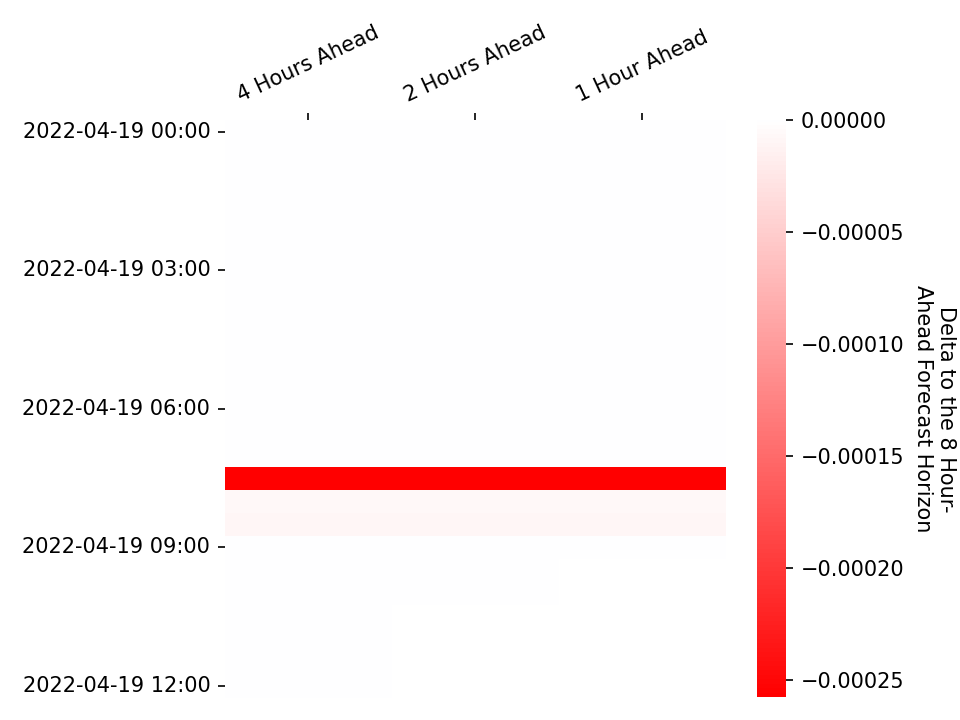 4 Hours Ahead
2 Hours Ahead
1 Hour Ahead
2022-04-19 00:00
2022-04-19 03:00
2022-04-19 06:00
2022-04-19 09:00
2022-04-19 12:00
0.00000
−0.00005
−0.00010
−0.00015
−0.00020
−0.00025
Delta to the 8 Hour-
Ahead Forecast Horizon